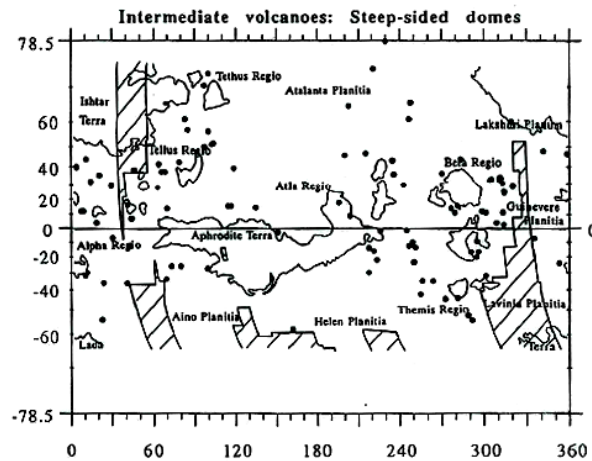 Intermediate volcanoes: Steep-sided domes
78.5
Tethus Regio
Atalanta Planitia
Ishtar
Terra
60
Lakshmi Planum
Tellus Regio
Beta Regio
40
Atla Regio
20
Guinevere
Planitia
0
Aphrodite Terra
0
Alpha Regio
-20
-40
Themis Regio
Lavinia Planitia
Aino Planitia
Helen Planitia
-60
Lada
Terra
-78.5
0 60 120 180 240 300 360